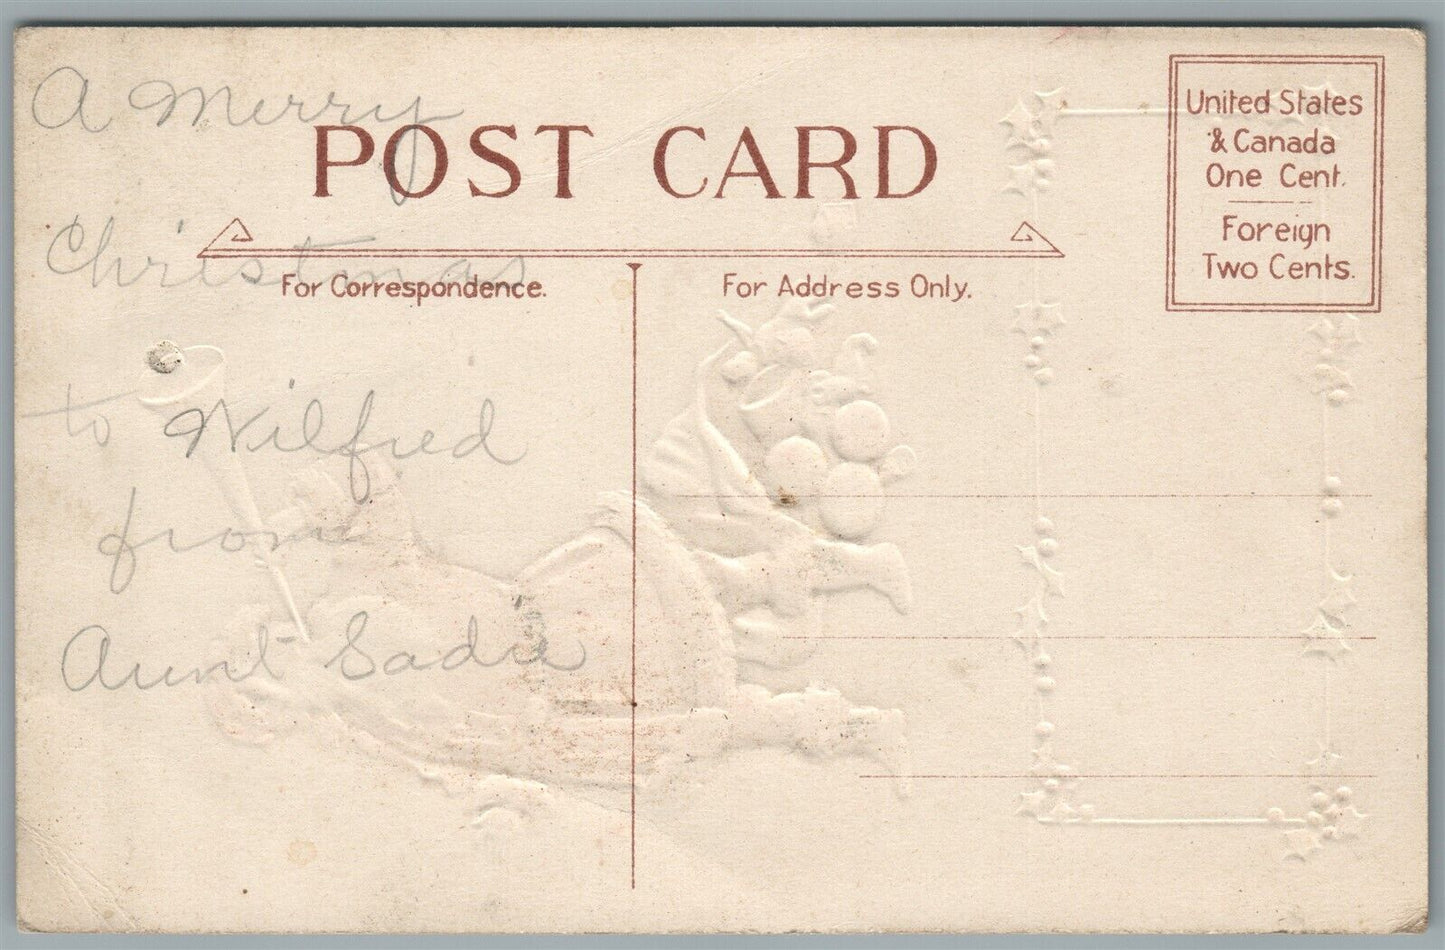 A Merry
POST CARD
Christmas
For Correspondence.
For Address Only.
United States
& Canada
One Cent.
Foreign
Two Cents.
to Wilfred
from
Aunt Sadie